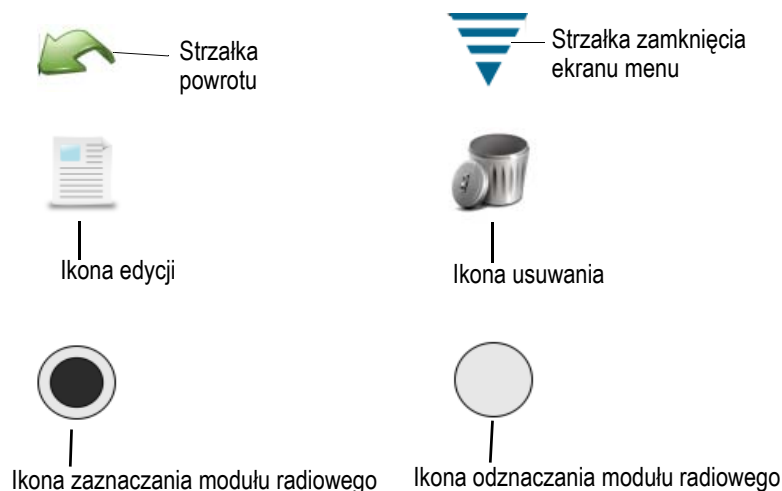 Strzałka
powrotu
Strzałka zamknięcia
ekranu menu
Ikona edycji
Ikona usuwania
Ikona zaznaczania modułu radiowego
Ikona odznaczania modułu radiowego